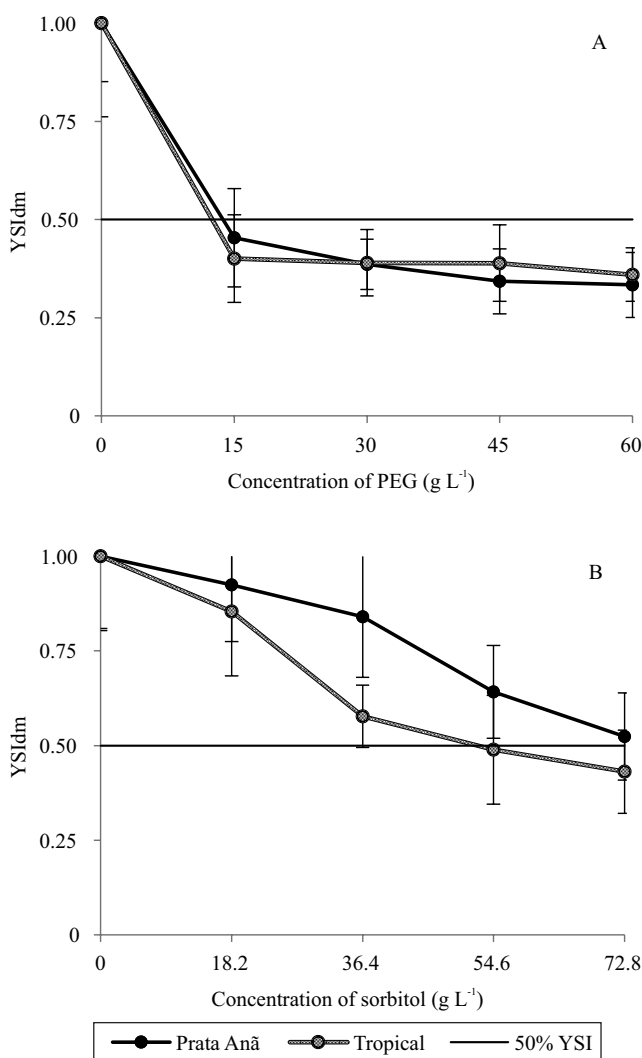 1.00
A
0.75
0.50
YSIdm
0.25
0
0 15 30 45 60
Concentration of PEG (g L⁻¹)
1.00
B
0.75
0.50
YSIdm
0.25
0
0 18.2 36.4 54.6 72.8
Concentration of sorbitol (g L⁻¹)
Prata Anã Tropical 50% YSI